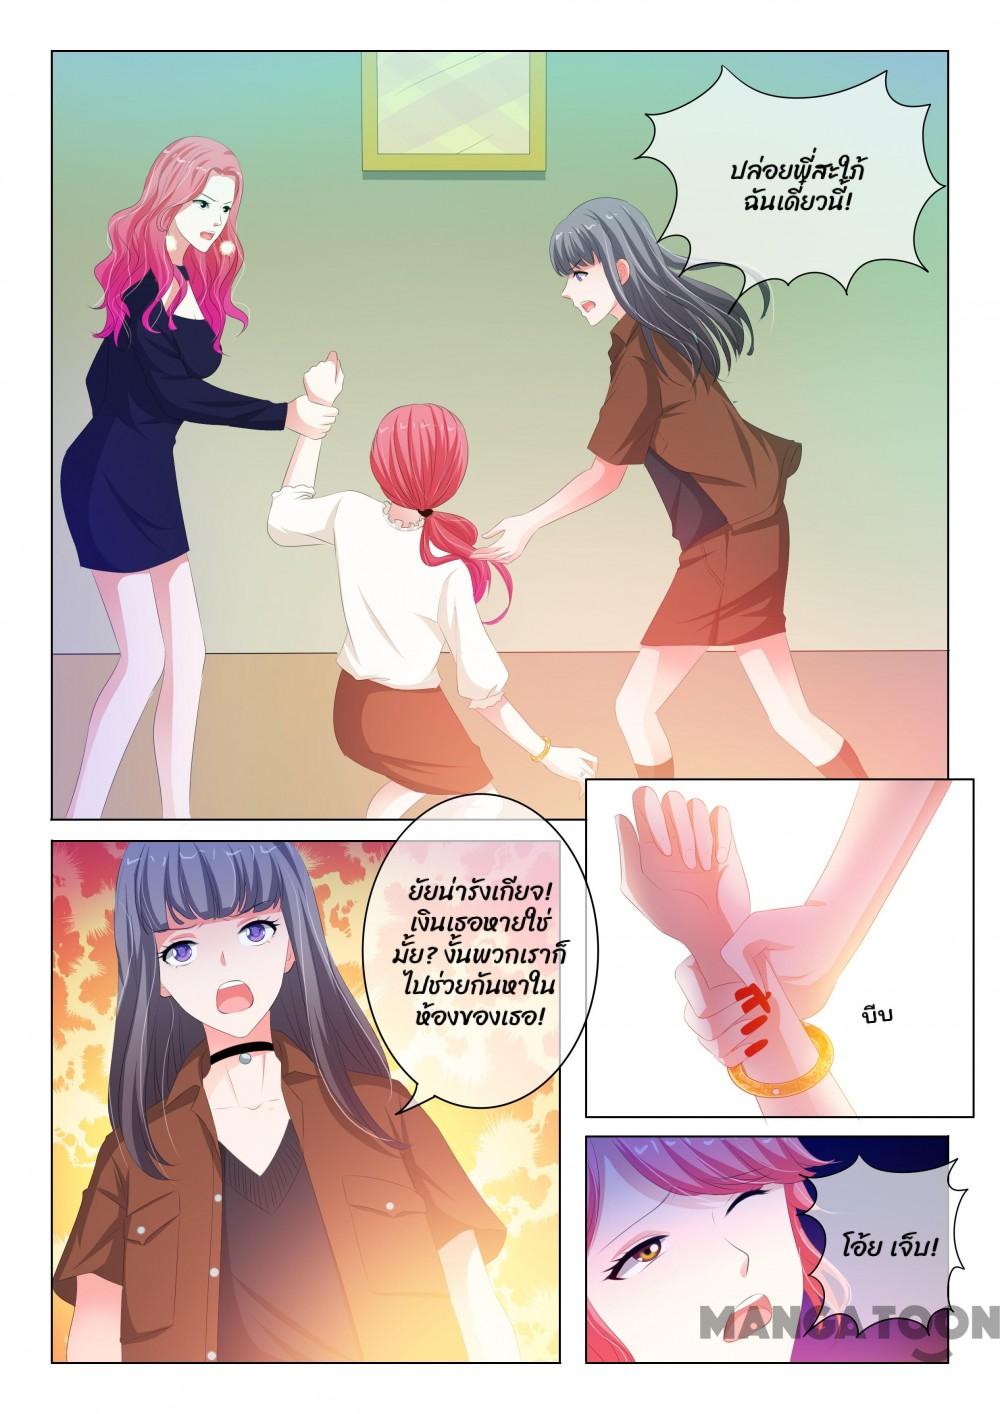 ปล่อยพี่สะใภ้
ฉันเดี๋ยวนี้!
ยัยน่ารังเกียจ!
เงินเธอหายใช่
มั้ย? งั้นพวกเราก็
ไปช่วยกันหาใน
ห้องของเธอ!
บีบ
โอ้ย เจ็บ!
MANGATOON